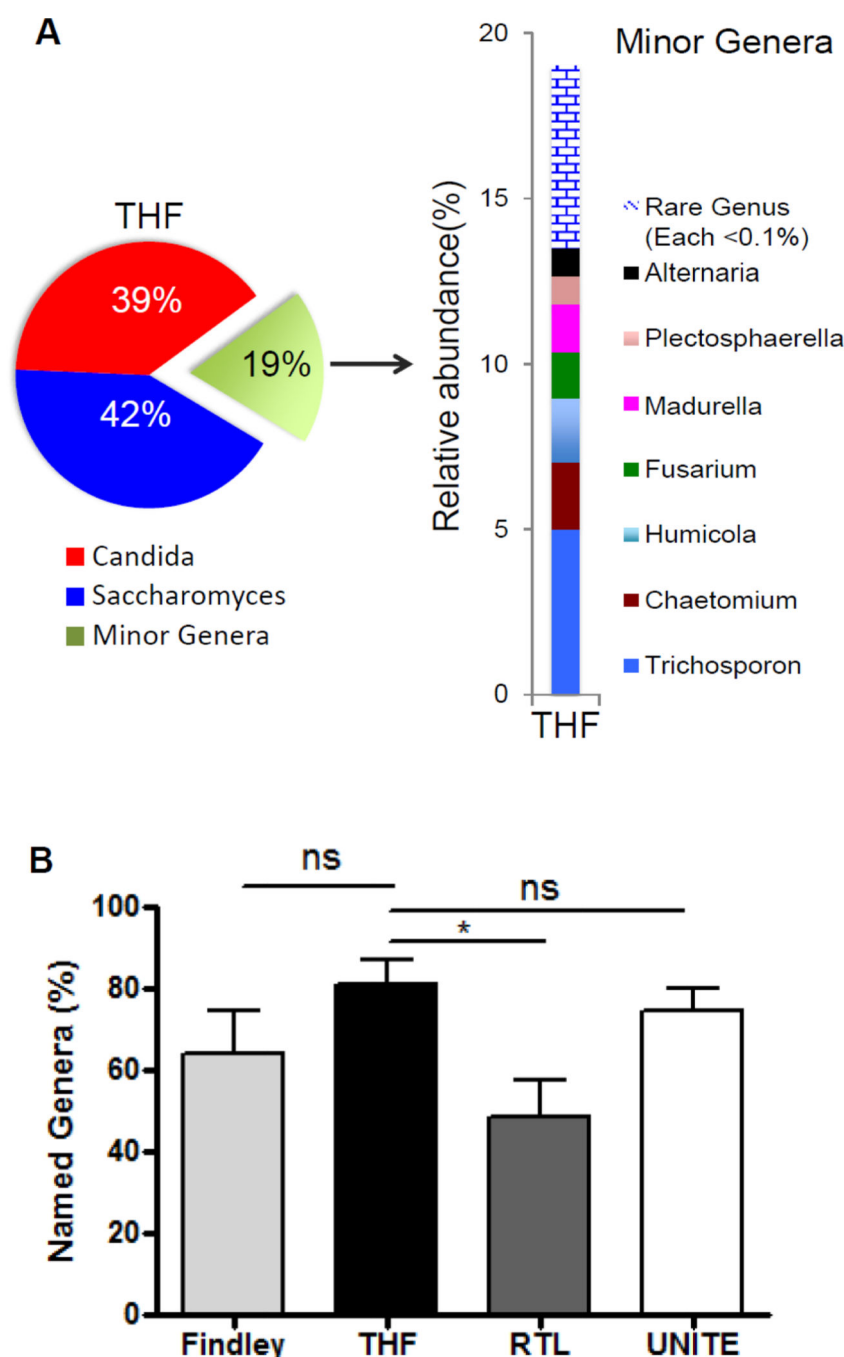 A
THF
39%
42%
19%
Candida
Saccharomyces
Minor Genera
Minor Genera
Relative abundance(%)
20
15
10
5
0
THF
Rare Genus
(Each <0.1%)
Alternaria
Plectosphaerella
Madurella
Fusarium
Humicola
Chaetomium
Trichosporon
B
ns
ns
*
Named Genera (%)
100
80
60
40
20
0
Findley THF RTL UNITE